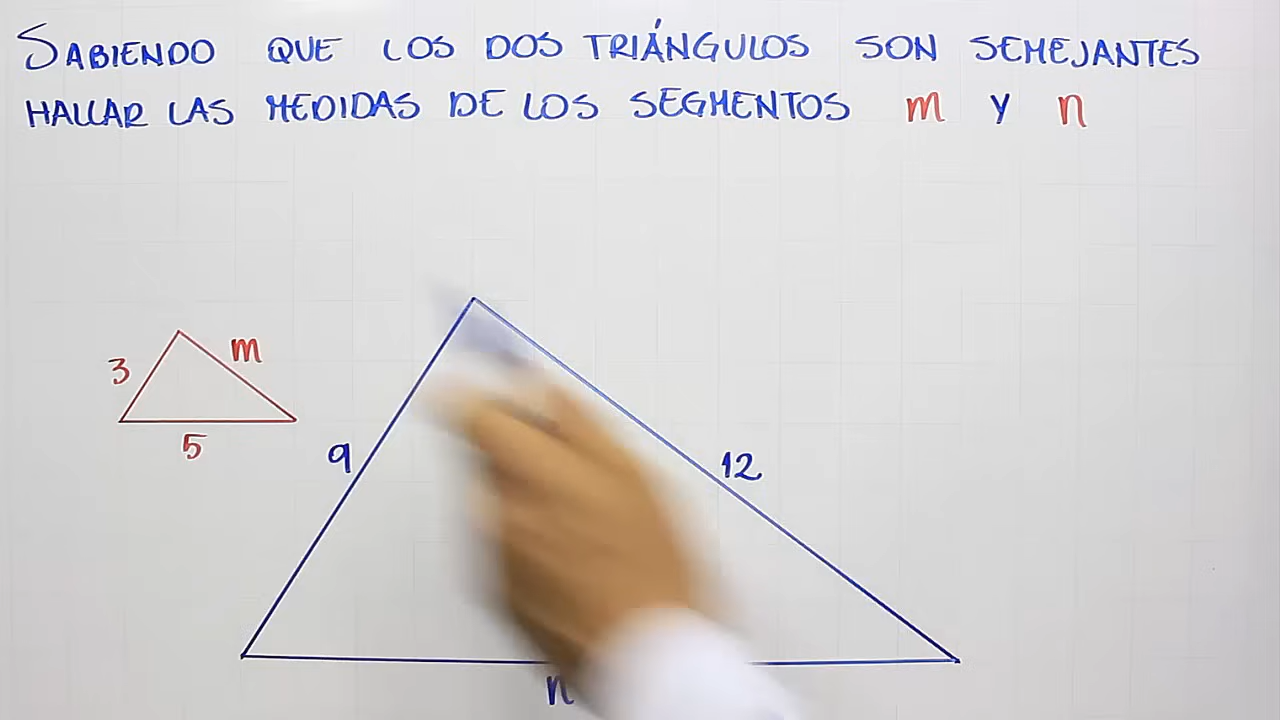 SABIENDO QUE LOS DOS TRIÁNGULOS SON SEMEJANTES
HALLAR LAS MEDIDAS DE LOS SEGMENTOS m Y n
3
m
5
9
12
n